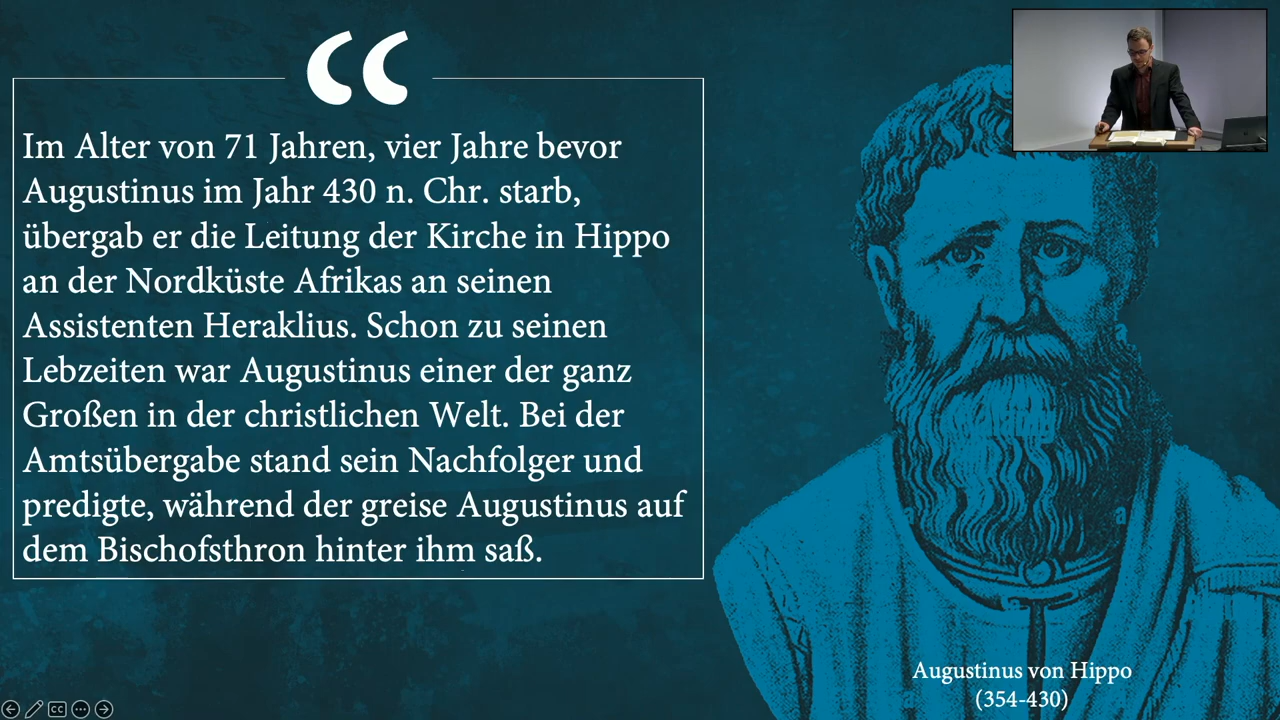 “
Im Alter von 71 Jahren, vier Jahre bevor
Augustinus im Jahr 430 n. Chr. starb,
übergab er die Leitung der Kirche in Hippo
an der Nordküste Afrikas an seinen
Assistenten Heraklius. Schon zu seinen
Lebzeiten war Augustinus einer der ganz
Großen in der christlichen Welt. Bei der
Amtsübergabe stand sein Nachfolger und
predigte, während der greise Augustinus auf
dem Bischofsthron hinter ihm saß.
Augustinus von Hippo
(354-430)
CC